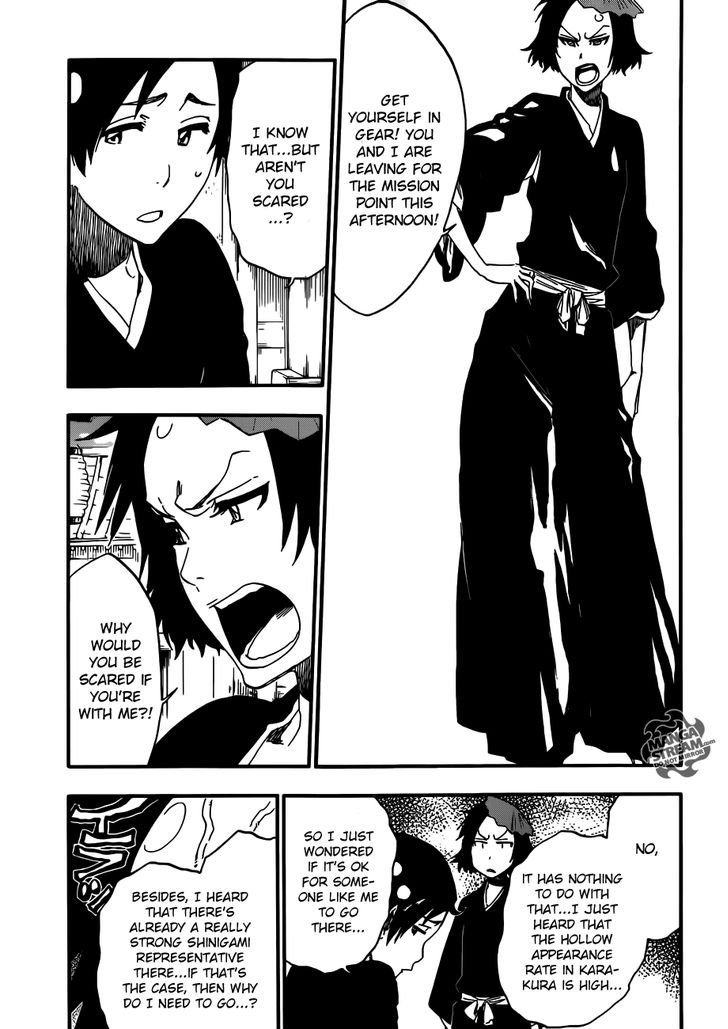 GET
YOURSELF IN
GEAR! YOU
AND I ARE
LEAVING FOR
THE MISSION
POINT THIS
AFTERNOON!
I KNOW
THAT...BUT
AREN'T
YOU
SCARED
...?
WHY
WOULD
YOU BE
SCARED IF
YOU'RE
WITH ME?!
NO,
IT HAS NOTHING
TO DO WITH
THAT...I JUST
HEARD THAT
THE HOLLOW
APPEARANCE
RATE IN KARA-
KURA IS HIGH...
SO I JUST
WONDERED
IF IT'S OK
FOR SOME-
ONE LIKE ME
TO GO
THERE...
BESIDES, I HEARD
THAT THERE'S
ALREADY A REALLY
STRONG SHINIGAMI
REPRESENTATIVE
THERE...IF THAT'S
THE CASE, THEN WHY
DO I NEED TO GO...?
MANGA
STREAM.com
DO NOT MIRROR